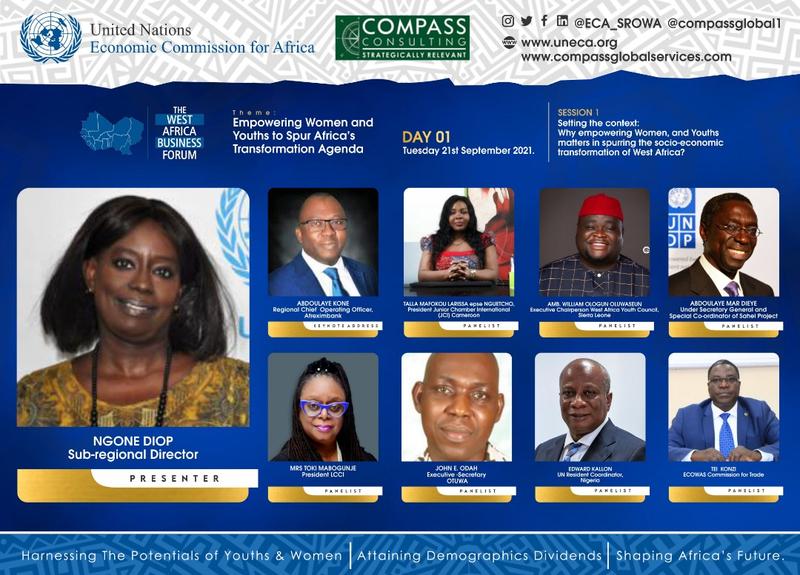 United Nations
Economic Commission for Africa
COMPASS
CONSULTING
STRATEGICALLY RELEVANT
@ECA_SROWA @compassglobal1
www.uneca.org
www.compassglobalservices.com
THE
WEST
AFRICA
BUSINESS
FORUM
Theme:
Empowering Women and
Youths to Spur Africa's
Transformation Agenda
DAY 01
Tuesday 21st September 2021.
SESSION 1
Setting the context:
Why empowering Women, and Youths
matters in spurring the socio-economic
transformation of West Africa?
NGONE DIOP
Sub-regional Director
PRESENTER
ABDOULAYE KONE
Regional Chief Operating Officer,
Afreximbank
KEYNOTE ADDRESS
TALLA MAFOKOU LARISSA epse NGUETCHO,
President Junior Chamber International
(JCI) Cameroon
PANELIST
AMB. WILLIAM OLOGUN OLUWASEUN
Executive Chairperson West Africa Youth Council,
Sierra Leone
PANELIST
UN
DP
ABDOULAYE MAR DIEYE
Under Secretary General and
Special Co-ordinator of Sahel Project
PANELIST
MRS TOKI MABOGUNJE
President LCCI
PANELIST
JOHN E. ODAH
Executive -Secretary
OTUWA
PANELIST
EDWARD KALLON
UN Resident Coordinator,
Nigeria
PANELIST
TEI KONZI
ECOWAS Commission for Trade
PANELIST
Harnessing The Potentials of Youths & Women | Attaining Demographics Dividends | Shaping Africa's Future.